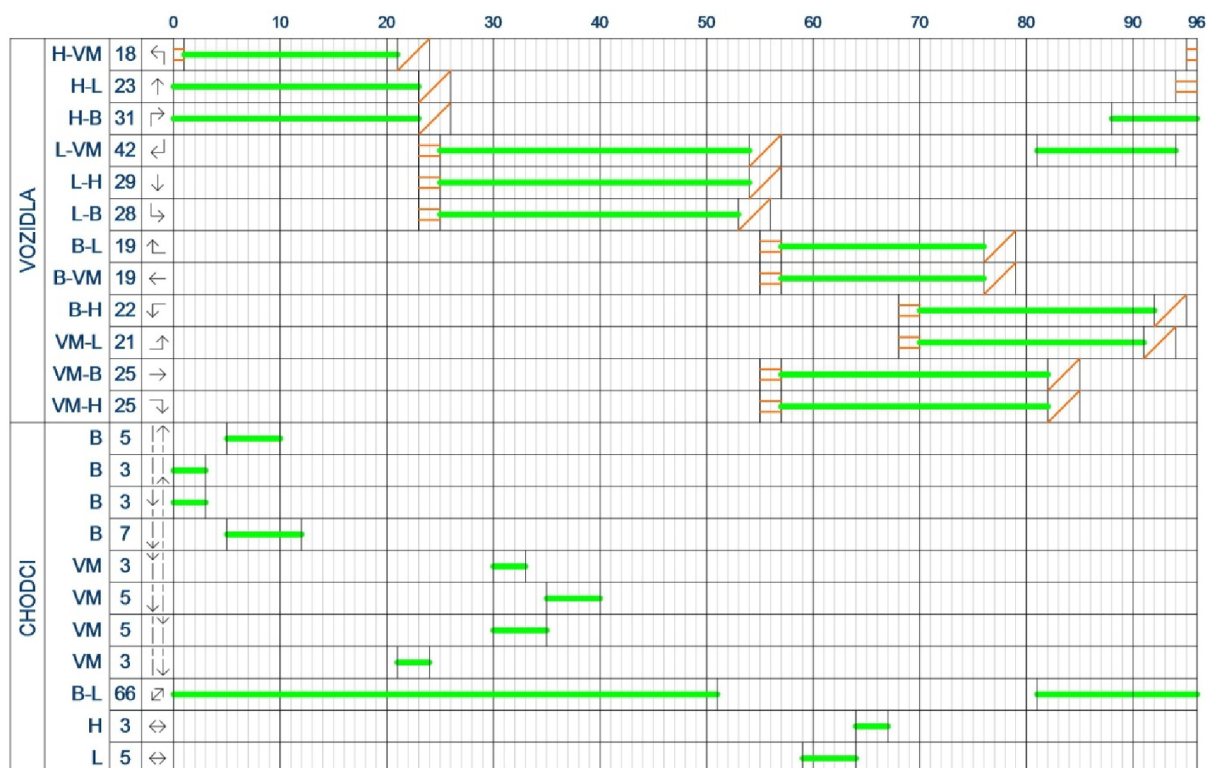 0 10 20 30 40 50 60 70 80 90 96
VOZIDLA
H-VM 18
H-L 23
H-B 31
L-VM 42
L-H 29
L-B 28
B-L 19
B-VM 19
B-H 22
VM-L 21
VM-B 25
VM-H 25
CHODCI
B 5
B 3
B 3
B 7
VM 3
VM 5
VM 5
VM 3
B-L 66
H 3
L 5